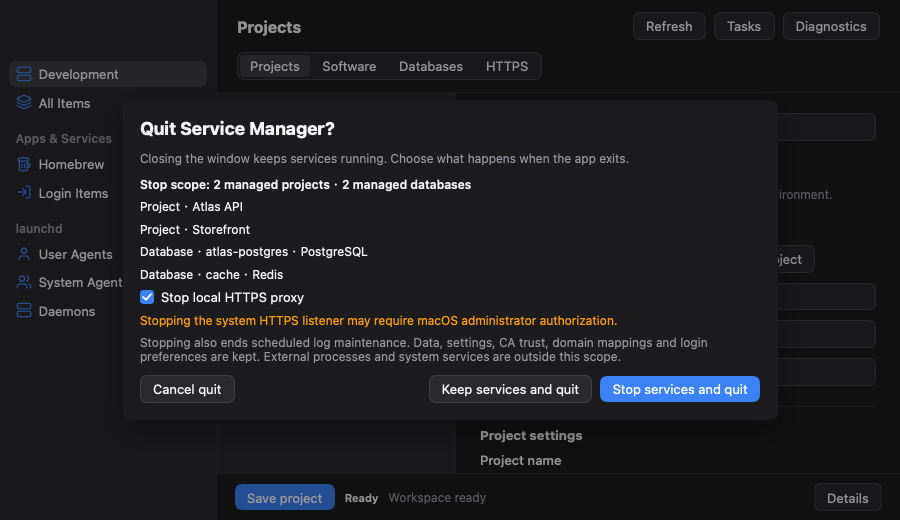 Projects
Refresh
Tasks
Diagnostics
Projects
Software
Databases
HTTPS
Development
All Items
Apps & Services
Homebrew
Login Items
launchd
User Agents
System Agent
Daemons
Quit Service Manager?
Closing the window keeps services running. Choose what happens when the app exits.
Stop scope: 2 managed projects · 2 managed databases
Project · Atlas API
Project · Storefront
Database · atlas-postgres · PostgreSQL
Database · cache · Redis
Stop local HTTPS proxy
Stopping the system HTTPS listener may require macOS administrator authorization.
Stopping also ends scheduled log maintenance. Data, settings, CA trust, domain mappings and login
preferences are kept. External processes and system services are outside this scope.
Cancel quit
Keep services and quit
Stop services and quit
Project settings
Project name
Save project
Ready
Workspace ready
Details